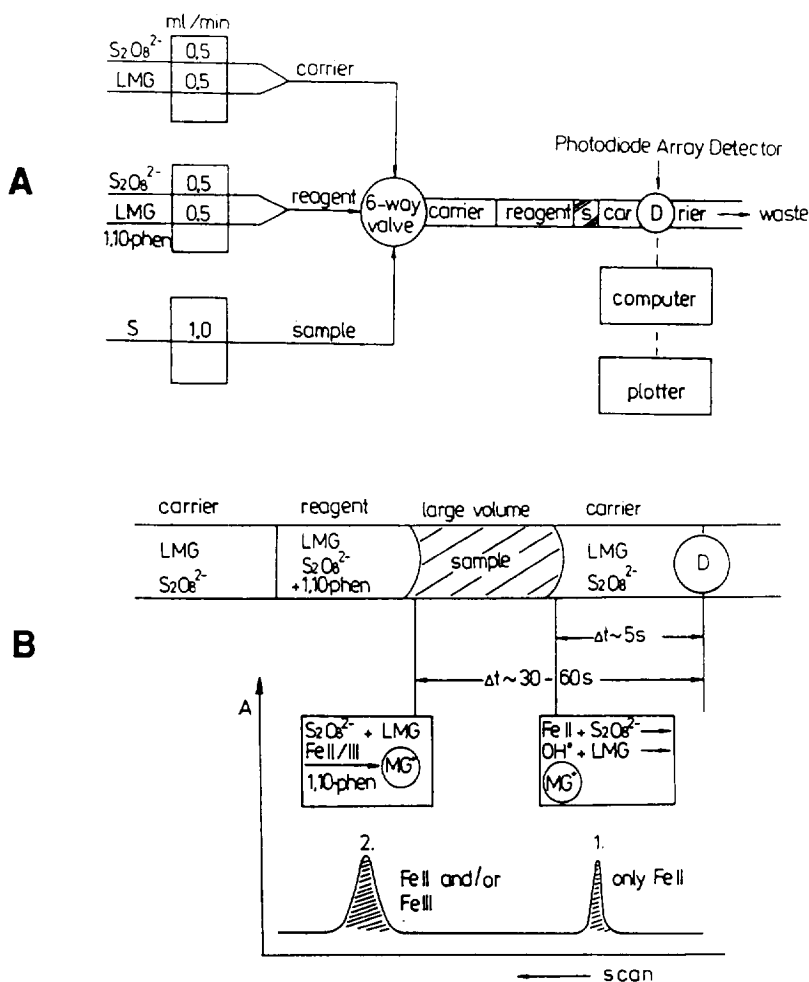 ml/min
S₂O₈²⁻ 0,5
LMG 0,5
carrier
A
S₂O₈²⁻ 0,5
LMG 0,5
1,10-phen
reagent
6-way
valve
carrier reagent s car D rier
waste
Photodiode Array Detector
S 1,0
sample
computer
plotter
B
carrier reagent large volume carrier
LMG
S₂O₈²⁻
LMG
S₂O₈²⁻
+1,10-phen
sample
LMG
S₂O₈²⁻
D
Δt~5s
Δt~30-60s
A
S₂O₈²⁻ + LMG
Fe II/III
MG⁺
1,10-phen
Fe II + S₂O₈²⁻
OH• + LMG
MG⁺
2.
Fe II and/or
Fe III
1.
only Fe II
scan